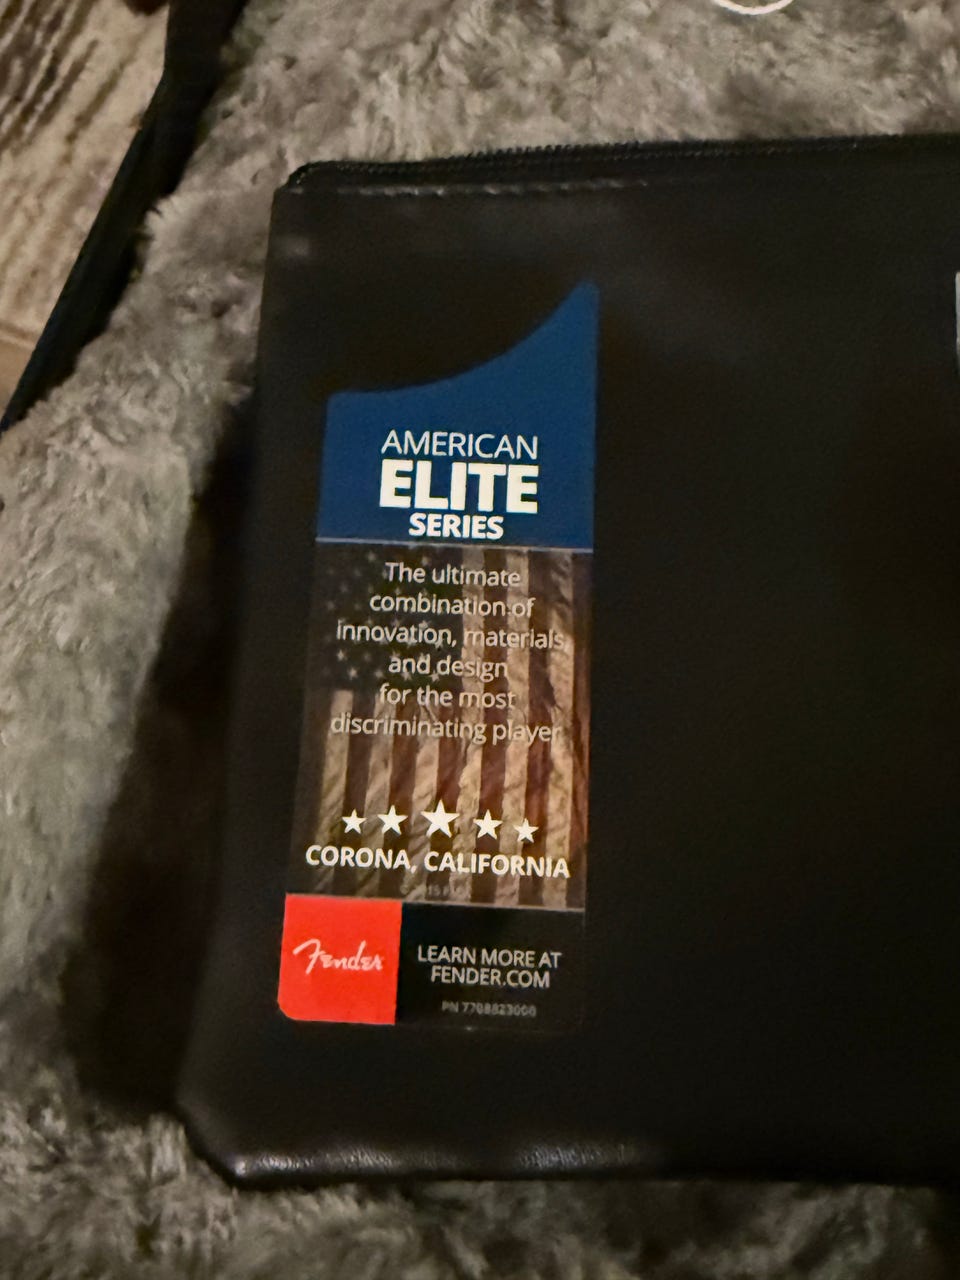 AMERICAN
ELITE
SERIES
The ultimate
combination of
innovation, materials
and design
for the most
discriminating player
CORONA, CALIFORNIA
Fender
LEARN MORE AT
FENDER.COM
PN 7708823000